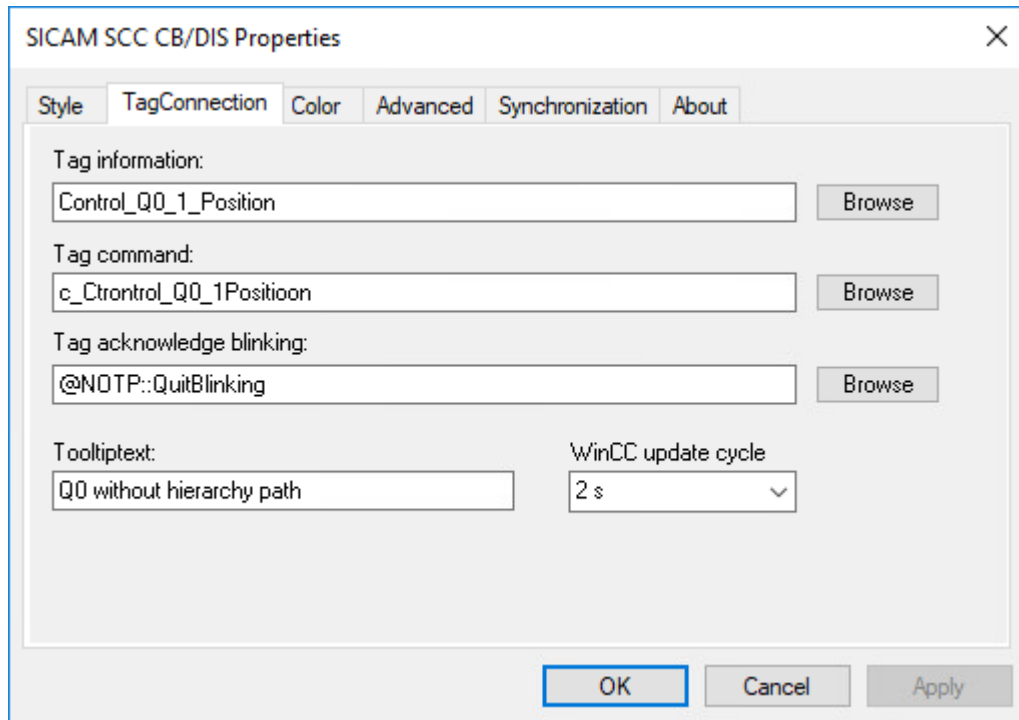 SICAM SCC CB/DIS Properties
Style TagConnection Color Advanced Synchronization About
Tag information:
Control_Q0_1_Position Browse
Tag command:
c_Ctrontrol_Q0_1Positioon Browse
Tag acknowledge blinking:
@NOTP::QuitBlinking Browse
Tooltiptext: WinCC update cycle
Q0 without hierarchy path 2 s
OK Cancel Apply